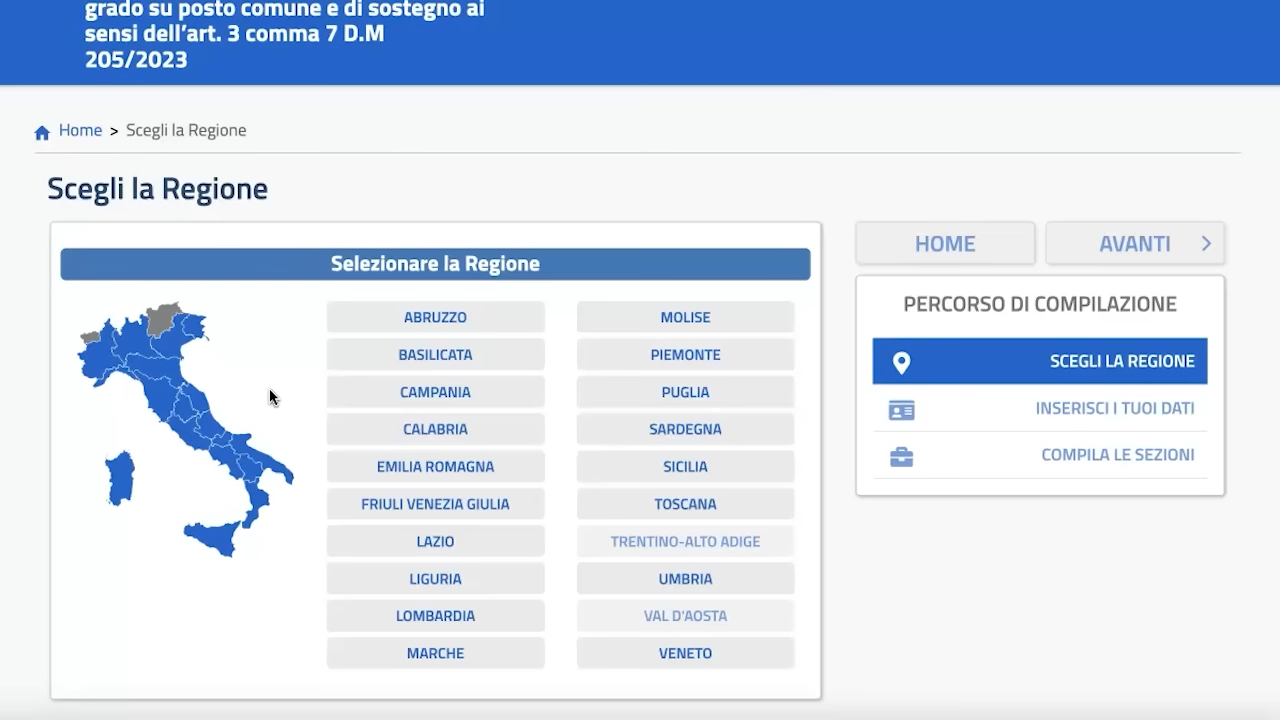 grado su posto comune e di sostegno ai
sensi dell'art. 3 comma 7 D.M
205/2023
Home > Scegli la Regione
Scegli la Regione
Selezionare la Regione
ABRUZZO
BASILICATA
CAMPANIA
CALABRIA
EMILIA ROMAGNA
FRIULI VENEZIA GIULIA
LAZIO
LIGURIA
LOMBARDIA
MARCHE
MOLISE
PIEMONTE
PUGLIA
SARDEGNA
SICILIA
TOSCANA
TRENTINO-ALTO ADIGE
UMBRIA
VAL D'AOSTA
VENETO
HOME
AVANTI
PERCORSO DI COMPILAZIONE
SCEGLI LA REGIONE
INSERISCI I TUOI DATI
COMPILA LE SEZIONI